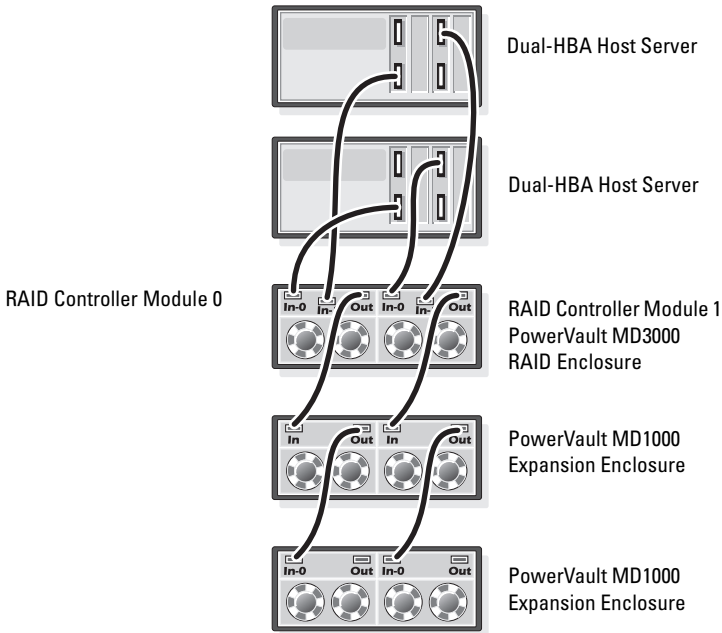 Dual-HBA Host Server
Dual-HBA Host Server
RAID Controller Module 0
In-0
In-
Out
In-0
In-
Out
RAID Controller Module 1
PowerVault MD3000
RAID Enclosure
In
Out
In
Out
PowerVault MD1000
Expansion Enclosure
In-0
Out
In-0
Out
PowerVault MD1000
Expansion Enclosure